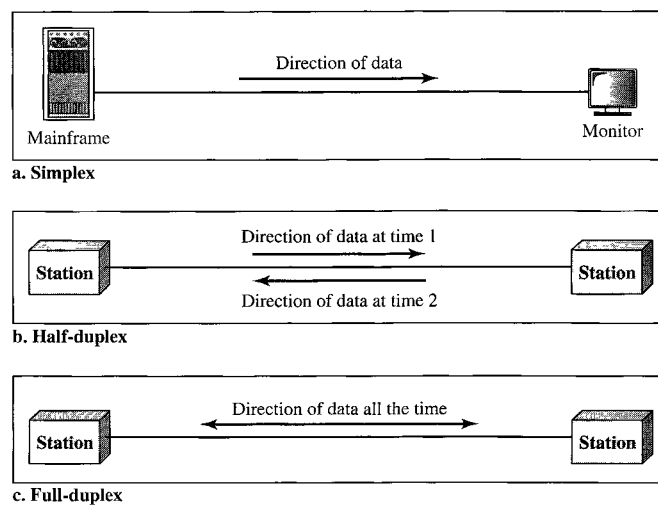 Direction of data
Mainframe
Monitor
a. Simplex
Direction of data at time 1
Station
Station
Direction of data at time 2
b. Half-duplex
Direction of data all the time
Station
Station
c. Full-duplex